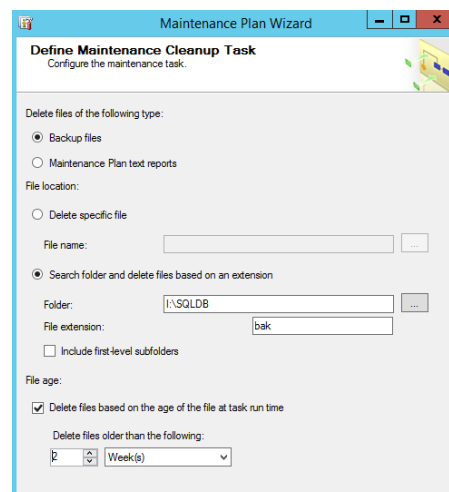 Maintenance Plan Wizard
Define Maintenance Cleanup Task
Configure the maintenance task.
Delete files of the following type:
Backup files
Maintenance Plan text reports
File location:
Delete specific file
File name:
...
Search folder and delete files based on an extension
Folder: I:\SQLDB ...
File extension: bak
Include first-level subfolders
File age:
Delete files based on the age of the file at task run time
Delete files older than the following:
2 Week(s)